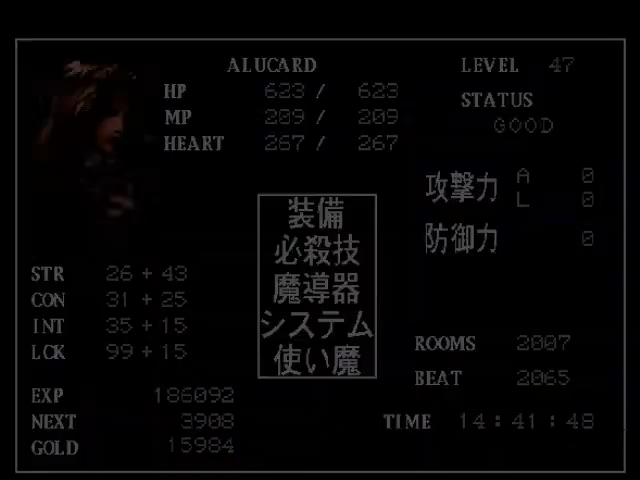 ALUCARD
LEVEL 47
HP 623 / 623
MP 209 / 209
HEART 267 / 267
STATUS
GOOD
攻撃力 A 0
L 0
防御力 0
装備
必殺技
魔導器
システム
使い魔
STR 26 + 43
CON 31 + 25
INT 35 + 15
LCK 99 + 15
ROOMS 2007
BEAT 2065
EXP 186092
NEXT 3908
GOLD 15984
TIME 14 : 41 : 48